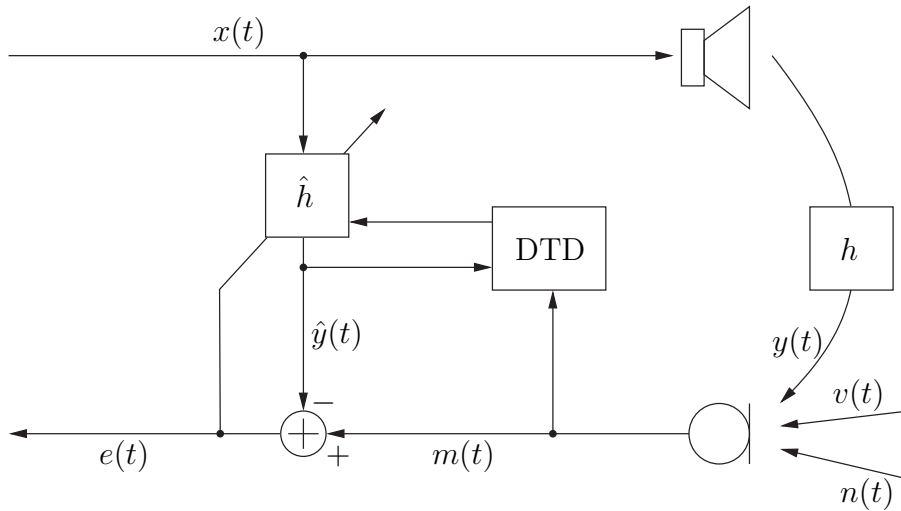 x(t)
ĥ
DTD
h
ŷ(t)
y(t)
v(t)
−
+
+
e(t)
m(t)
n(t)